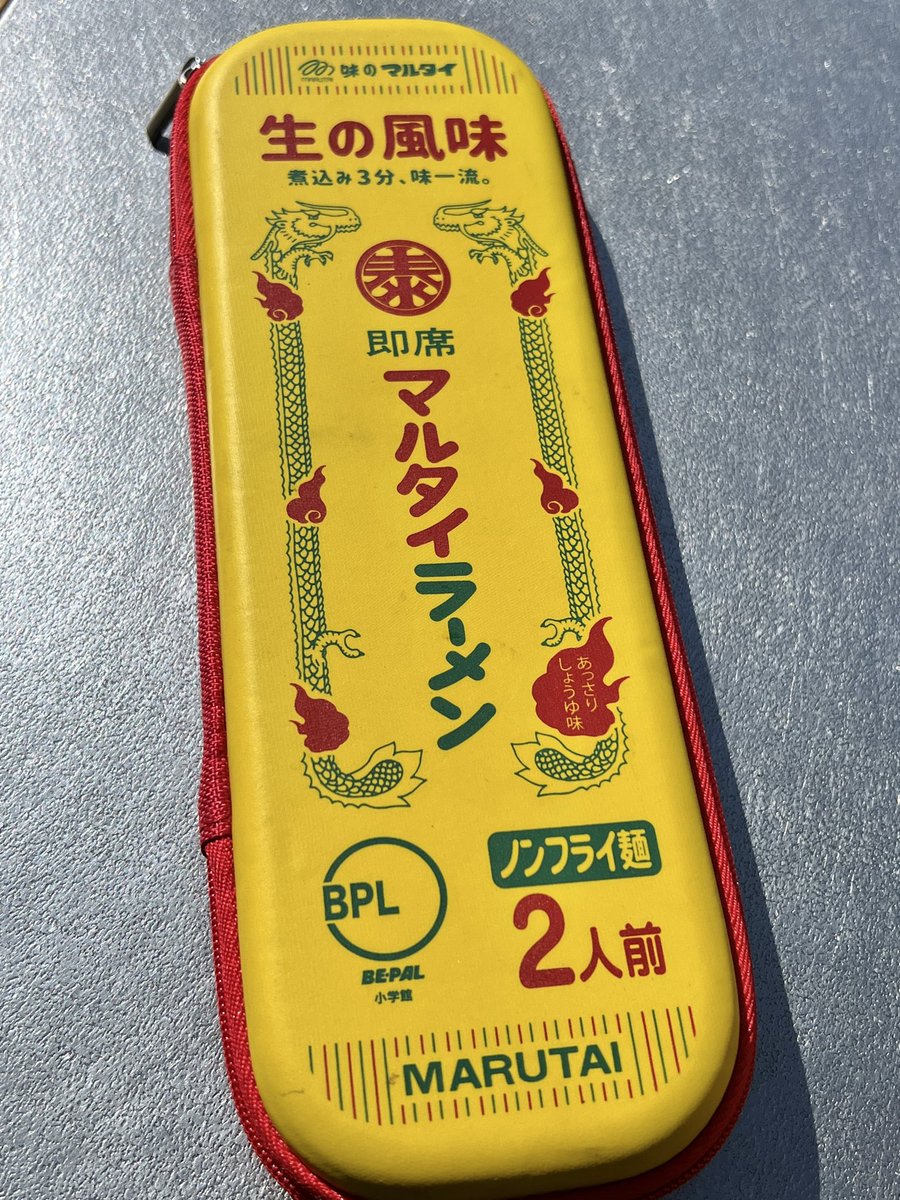 MARUTAI 味のマルタイ
生の風味
煮込み3分、味一流。
泰
即席
マルタイラーメン
あっさり
しょうゆ味
BPL
BE-PAL
小学館
ノンフライ麺
2人前
MARUTAI